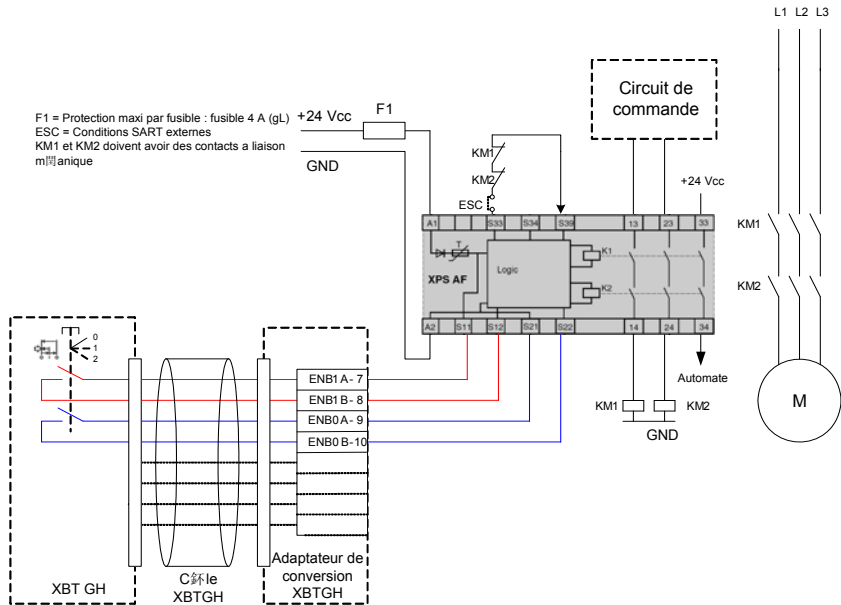 L1 L2 L3
F1 = Protection maxi par fusible : fusible 4 A (gL)
ESC = Conditions SART externes
KM1 et KM2 doivent avoir des contacts a liaison
m閏anique
+24 Vcc
F1
GND
Circuit de
commande
KM1
KM2
ESC
+24 Vcc
A1 S33 S34 S39 13 23 33
KM1
KM2
T
XPS AF
Logic
K1
K2
A2 S11 S12 S21 S22 14 24 34
Automate
KM1
KM2
GND
M
0
1
2
ENB1 A- 7
ENB1 B- 8
ENB0 A- 9
ENB0 B-10
XBT GH
C鈈le
XBTGH
Adaptateur de
conversion
XBTGH